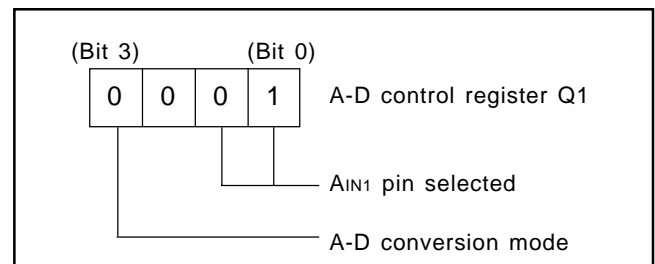 (Bit 3) (Bit 0)
0 0 0 1 A-D control register Q1
AIN1 pin selected
A-D conversion mode